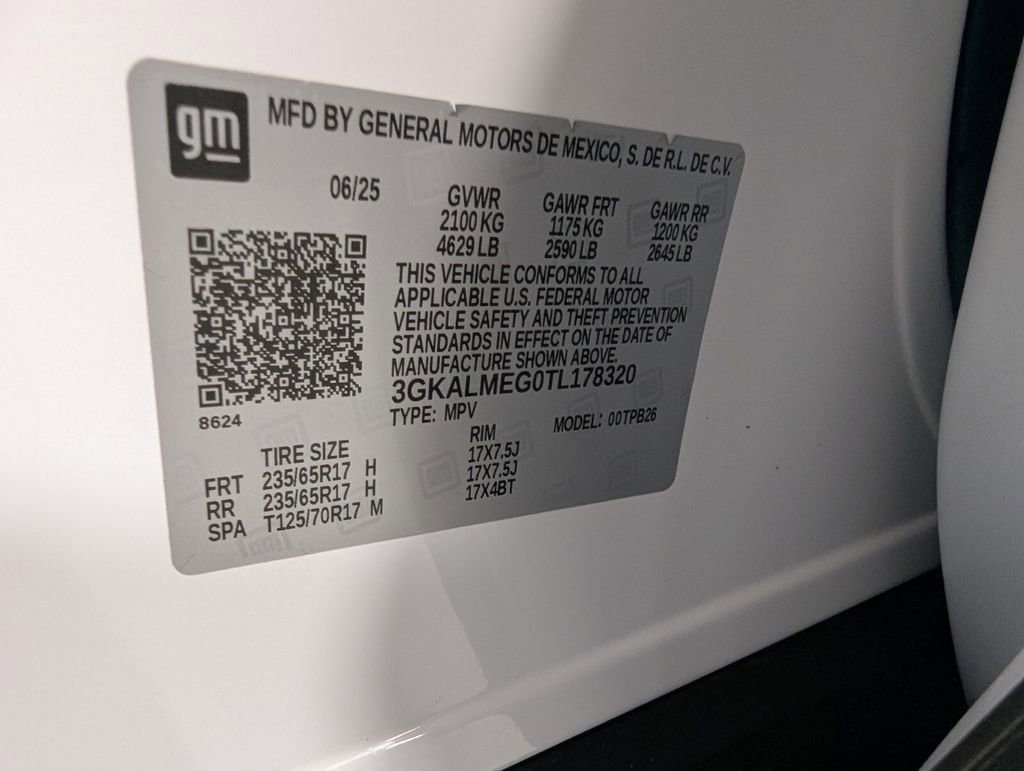 gm
MFD BY GENERAL MOTORS DE MEXICO, S. DE R.L. DE C.V.
06/25
GVWR GAWR FRT GAWR RR
2100 KG 1175 KG 1200 KG
4629 LB 2590 LB 2645 LB
THIS VEHICLE CONFORMS TO ALL
APPLICABLE U.S. FEDERAL MOTOR
VEHICLE SAFETY AND THEFT PREVENTION
STANDARDS IN EFFECT ON THE DATE OF
MANUFACTURE SHOWN ABOVE.
3GKALMEG0TL178320
TYPE: MPV MODEL: 00TPB26
8624
TIRE SIZE RIM
FRT 235/65R17 H 17X7.5J
RR 235/65R17 H 17X7.5J
SPA T125/70R17 M 17X4BT